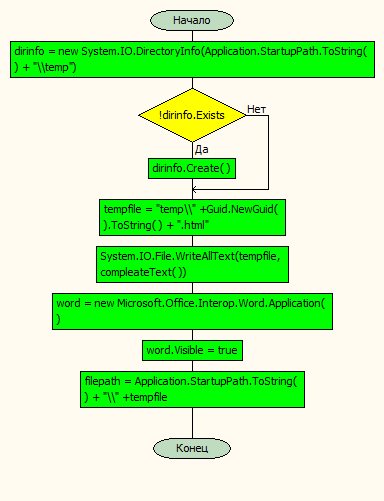 Начало
dirinfo = new System.IO.DirectoryInfo(Application.StartupPath.ToString(
) + "\\temp")
!dirinfo.Exists
Нет
Да
dirinfo.Create( )
tempfile = "temp\\" +Guid.NewGuid(
).ToString( ) + ".html"
System.IO.File.WriteAllText(tempfile,
compleateText( ))
word = new Microsoft.Office.Interop.Word.Application(
)
word.Visible = true
filepath = Application.StartupPath.ToString(
) + "\\" +tempfile
Конец